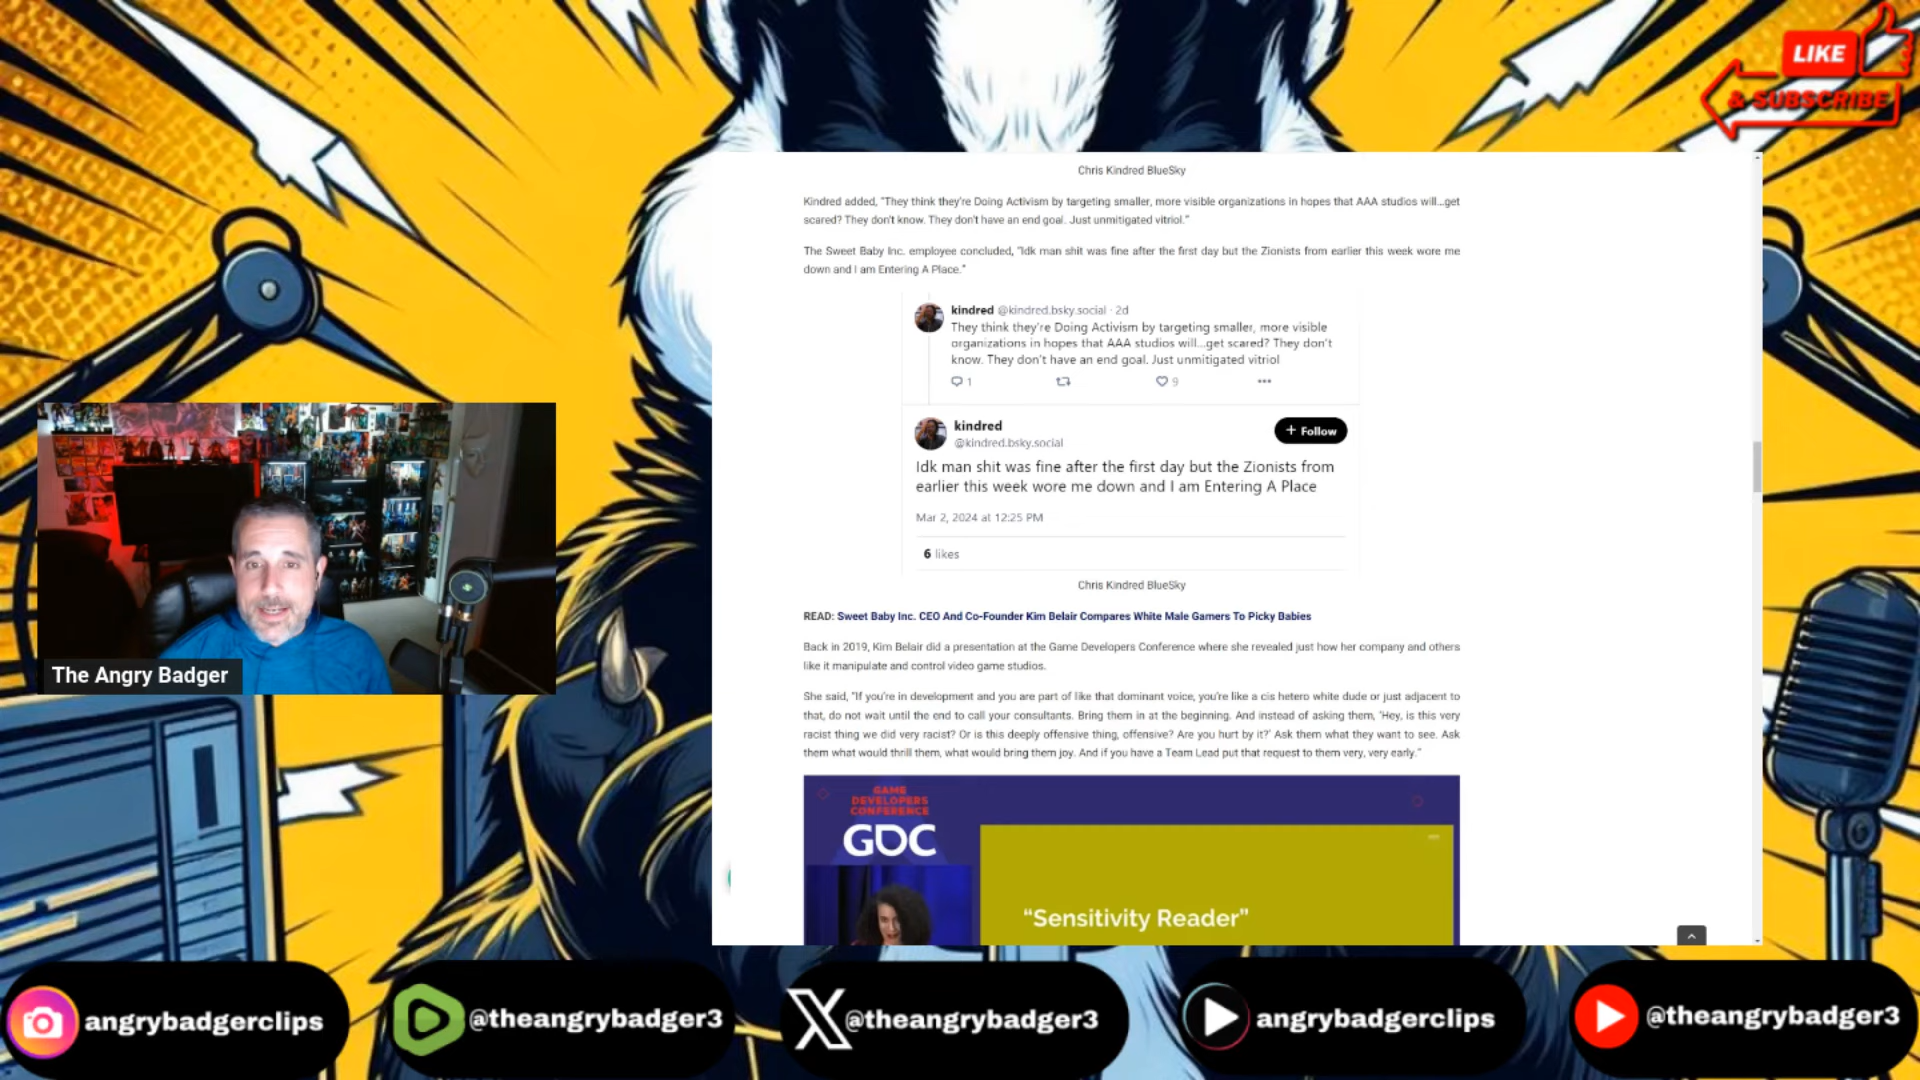 LIKE
& SUBSCRIBE
Chris Kindred BlueSky
Kindred added, “They think they’re Doing Activism by targeting smaller, more visible organizations in hopes that AAA studios will...get
scared? They don’t know. They don’t have an end goal. Just unmitigated vitriol.”
The Sweet Baby Inc. employee concluded, “Idk man shit was fine after the first day but the Zionists from earlier this week wore me
down and I am Entering A Place.”
kindred @kindred.bsky.social · 2d
They think they’re Doing Activism by targeting smaller, more visible
organizations in hopes that AAA studios will...get scared? They don’t
know. They don’t have an end goal. Just unmitigated vitriol
1
9
kindred
@kindred.bsky.social
+ Follow
Idk man shit was fine after the first day but the Zionists from
earlier this week wore me down and I am Entering A Place
Mar 2, 2024 at 12:25 PM
6 likes
Chris Kindred BlueSky
READ: Sweet Baby Inc. CEO And Co-Founder Kim Belair Compares White Male Gamers To Picky Babies
Back in 2019, Kim Belair did a presentation at the Game Developers Conference where she revealed just how her company and others
like it manipulate and control video game studios.
She said, “If you’re in development and you are part of like that dominant voice, you’re like a cis hetero white dude or just adjacent to
that, do not wait until the end to call your consultants. Bring them in at the beginning. And instead of asking them, ‘Hey, is this very
racist thing we did very racist? Or is this deeply offensive thing, offensive? Are you hurt by it?’ Ask them what they want to see. Ask
them what would thrill them, what would bring them joy. And if you have a Team Lead put that request to them very, very early.”
GAME
DEVELOPERS
CONFERENCE
GDC
“Sensitivity Reader”
The Angry Badger
angrybadgerclips
@theangrybadger3
@theangrybadger3
angrybadgerclips
@theangrybadger3